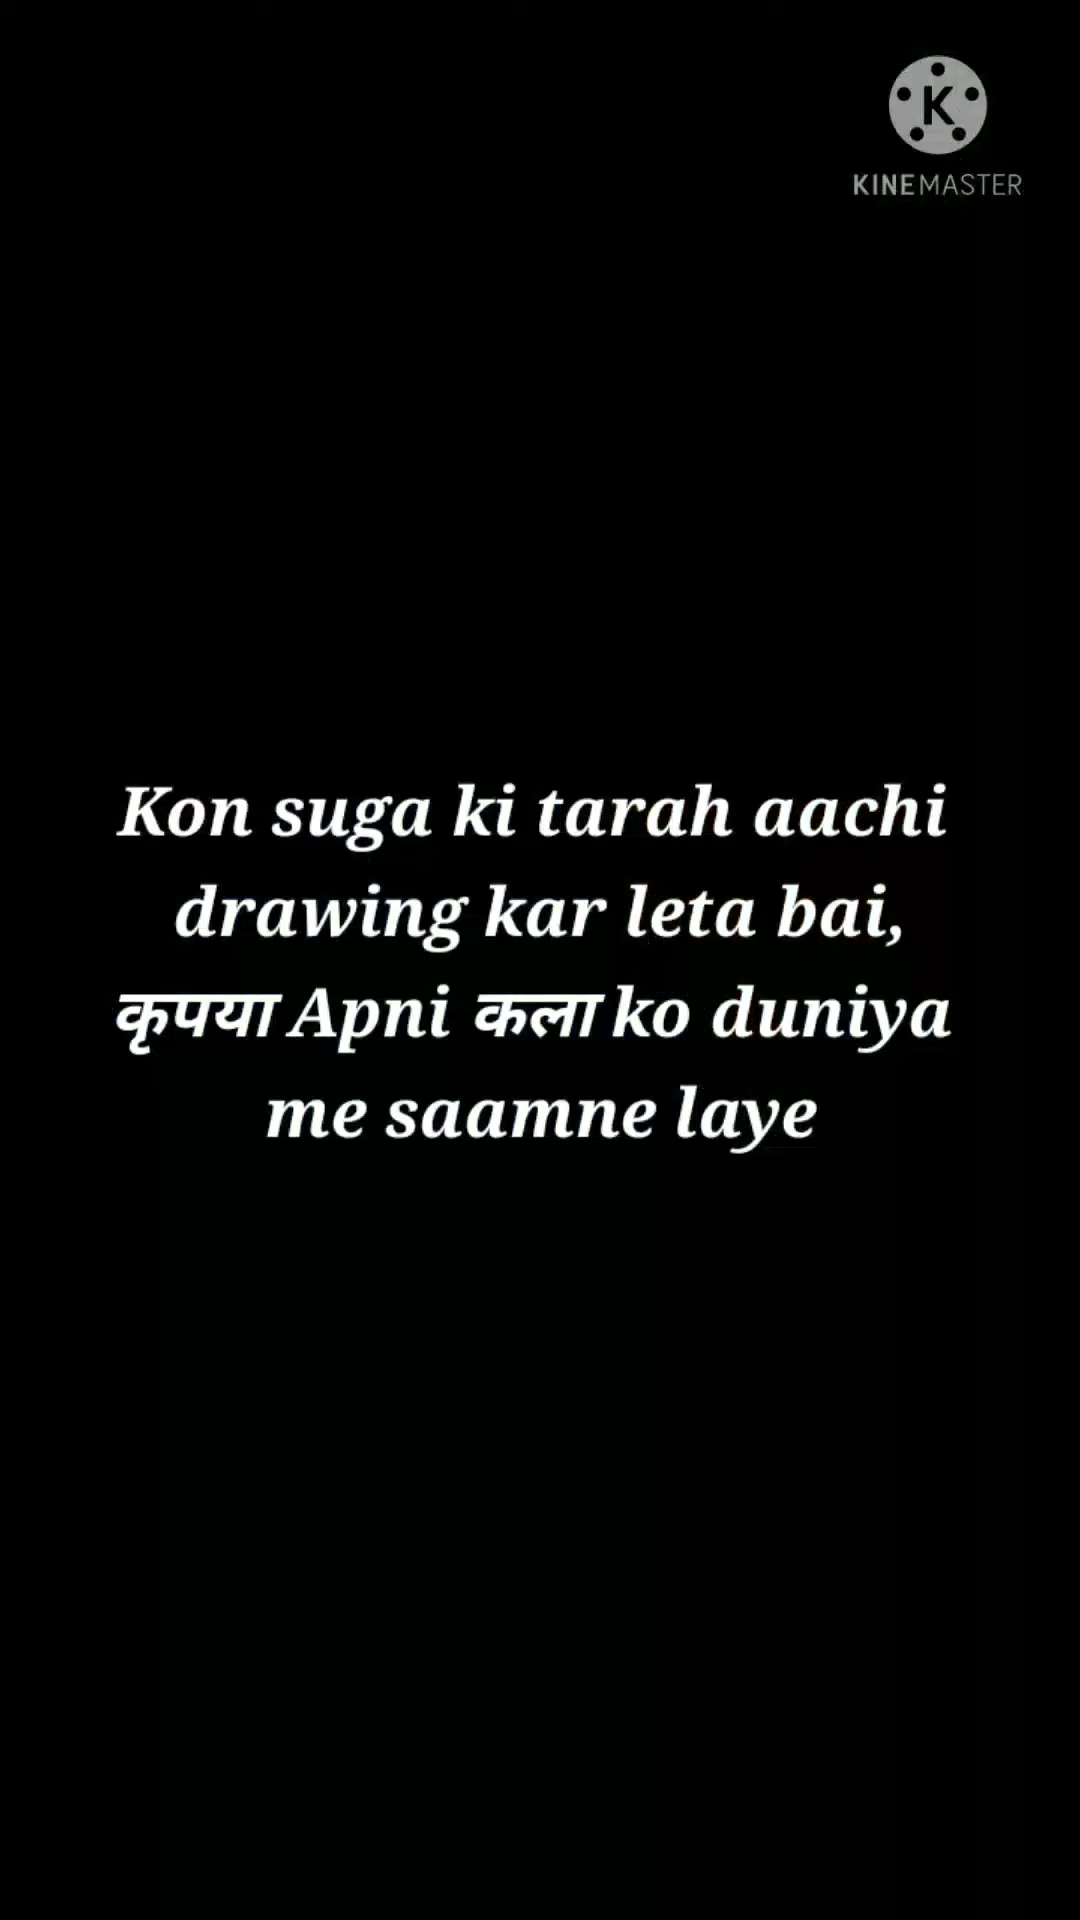 K
KINEMASTER
Kon suga ki tarah aachi
drawing kar leta bai,
कृपया Apni कला ko duniya
me saamne laye